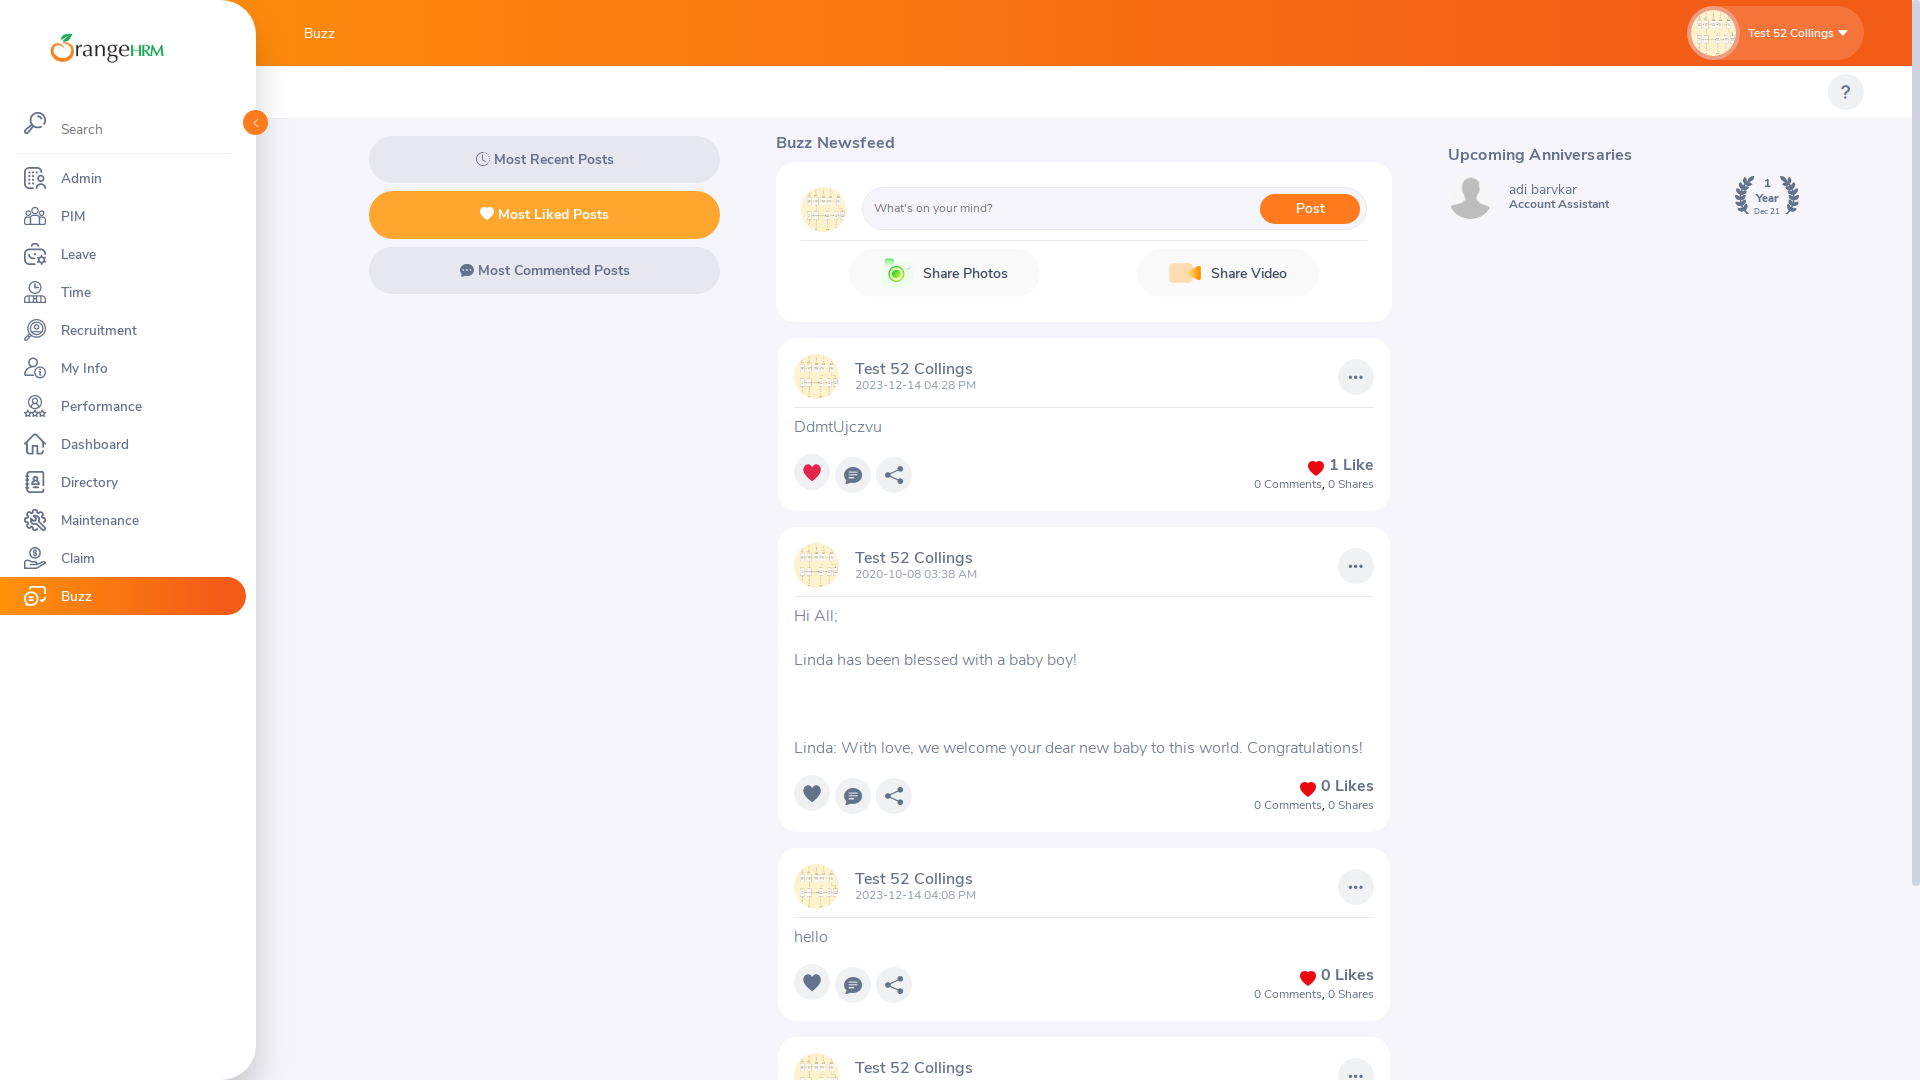 OrangeHRM
Search
Admin
PIM
Leave
Time
Recruitment
My Info
Performance
Dashboard
Directory
Maintenance
Claim
Buzz
Buzz
Test 52 Collings
?
Most Recent Posts
Most Liked Posts
Most Commented Posts
Buzz Newsfeed
What's on your mind?
Post
Share Photos
Share Video
Test 52 Collings
2023-12-14 04:28 PM
DdmtUjczvu
1 Like
0 Comments, 0 Shares
Test 52 Collings
2020-10-08 03:38 AM
Hi All;
Linda has been blessed with a baby boy!
Linda: With love, we welcome your dear new baby to this world. Congratulations!
0 Likes
0 Comments, 0 Shares
Test 52 Collings
2023-12-14 04:08 PM
hello
0 Likes
0 Comments, 0 Shares
Test 52 Collings
Upcoming Anniversaries
adi barvkar
Account Assistant
1
Year
Dec 21